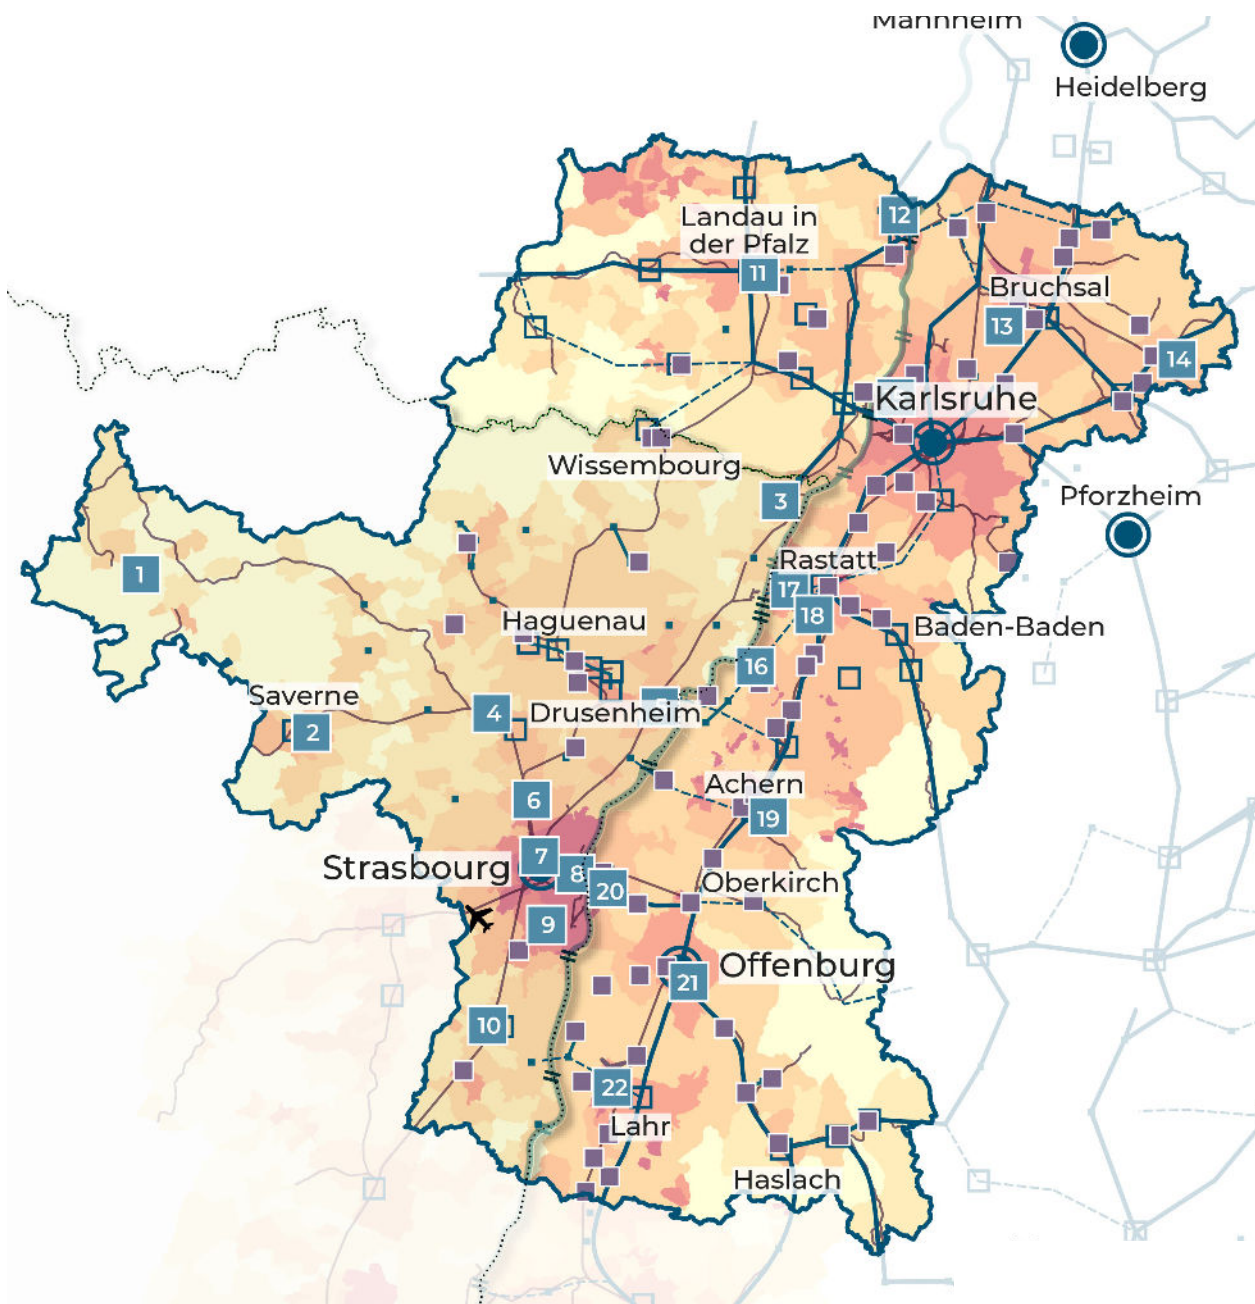 Mannheim
Heidelberg
12
Landau in
der Pfalz
11
Bruchsal
13
14
Karlsruhe
Wissembourg
3
Pforzheim
1
Rastatt
17
18
Haguenau
Baden-Baden
16
Saverne
2
4
Drusenheim
6
Achern
19
7
Strasbourg
8
20
Oberkirch
9
Offenburg
21
10
22
Lahr
Haslach